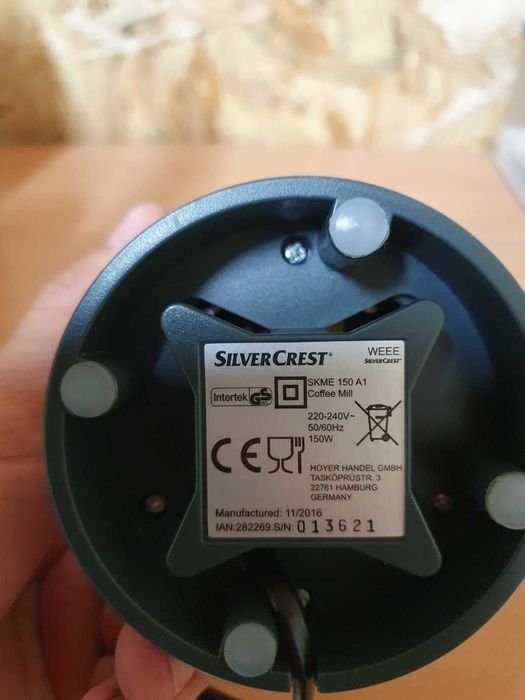 SILVERCREST®
WEEE
SILVERCREST®
Intertek GS
SKME 150 A1
Coffee Mill
220-240V~
50/60Hz
150W
CE
HOYER HANDEL GMBH
TASKÖPRÜSTR. 3
22761 HAMBURG
GERMANY
Manufactured: 11/2016
IAN:282269.S/N: 013621